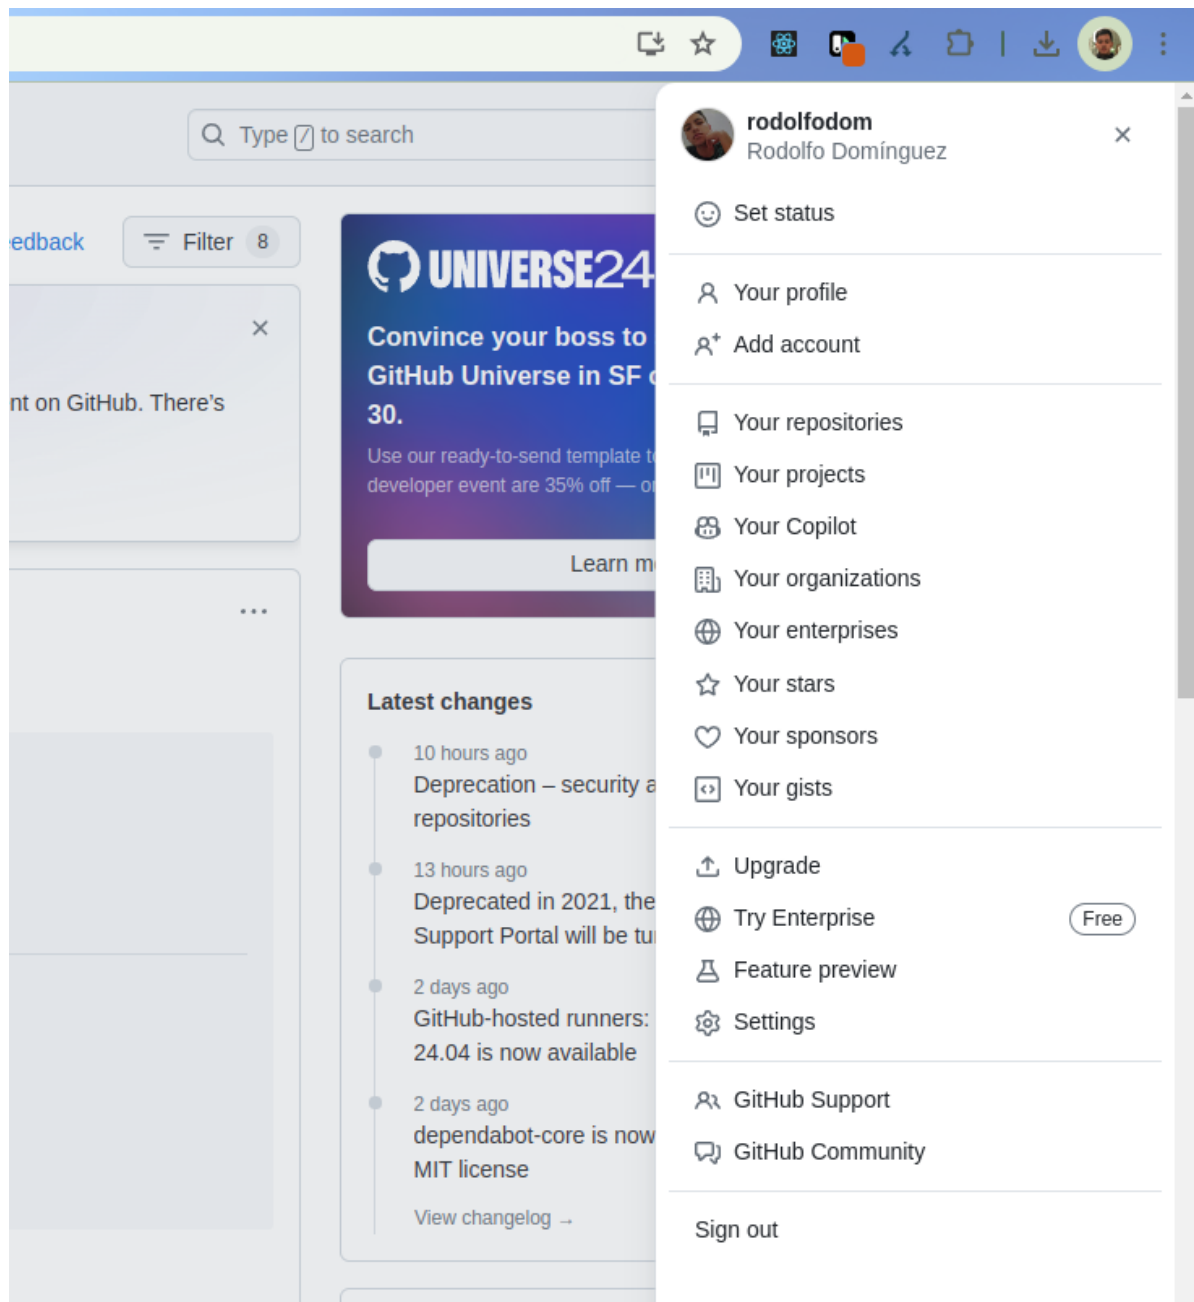 Type / to search
eedback
Filter 8
nt on GitHub. There's
UNIVERSE24
Convince your boss to
GitHub Universe in SF
30.
Use our ready-to-send template
developer event are 35% off —
Learn
Latest changes
10 hours ago
Deprecation – security
repositories
13 hours ago
Deprecated in 2021, the
Support Portal will be
2 days ago
GitHub-hosted runners:
24.04 is now available
2 days ago
dependabot-core is now
MIT license
View changelog →
rodolfodom
Rodolfo Domínguez
Set status
Your profile
Add account
Your repositories
Your projects
Your Copilot
Your organizations
Your enterprises
Your stars
Your sponsors
Your gists
Upgrade
Try Enterprise Free
Feature preview
Settings
GitHub Support
GitHub Community
Sign out